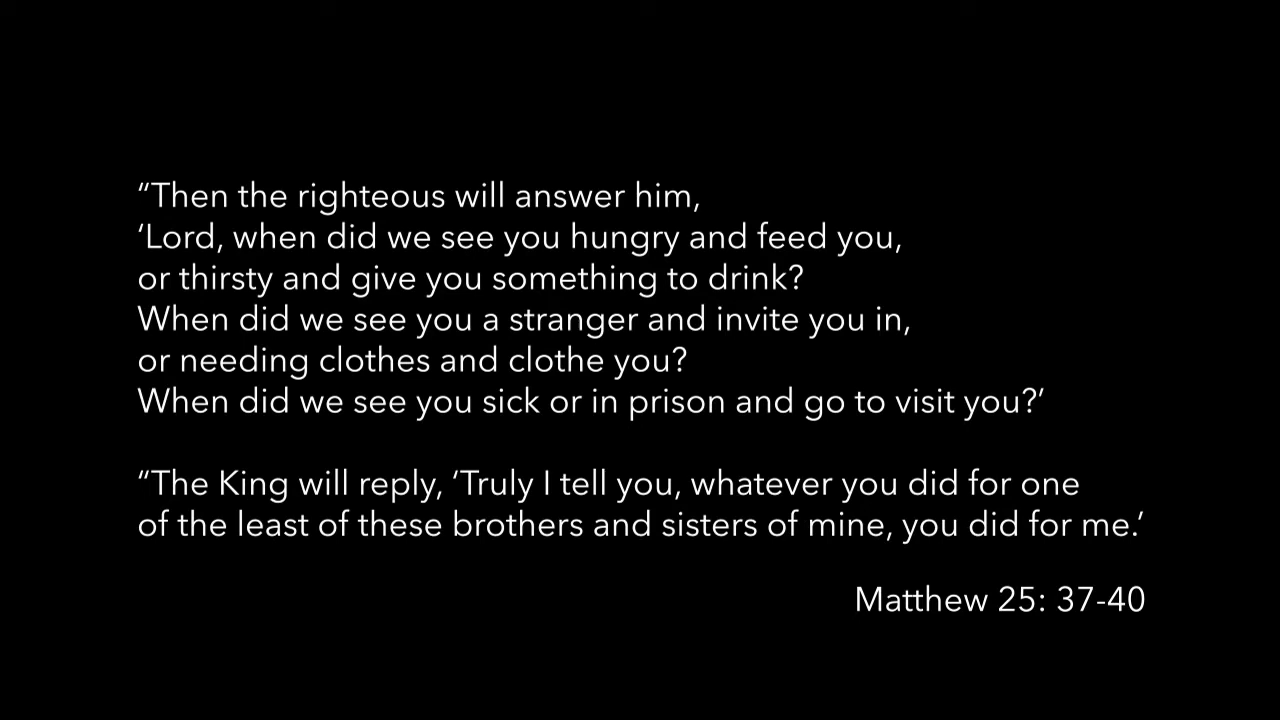 “Then the righteous will answer him,
‘Lord, when did we see you hungry and feed you,
or thirsty and give you something to drink?
When did we see you a stranger and invite you in,
or needing clothes and clothe you?
When did we see you sick or in prison and go to visit you?’
“The King will reply, ‘Truly I tell you, whatever you did for one
of the least of these brothers and sisters of mine, you did for me.’
Matthew 25: 37-40